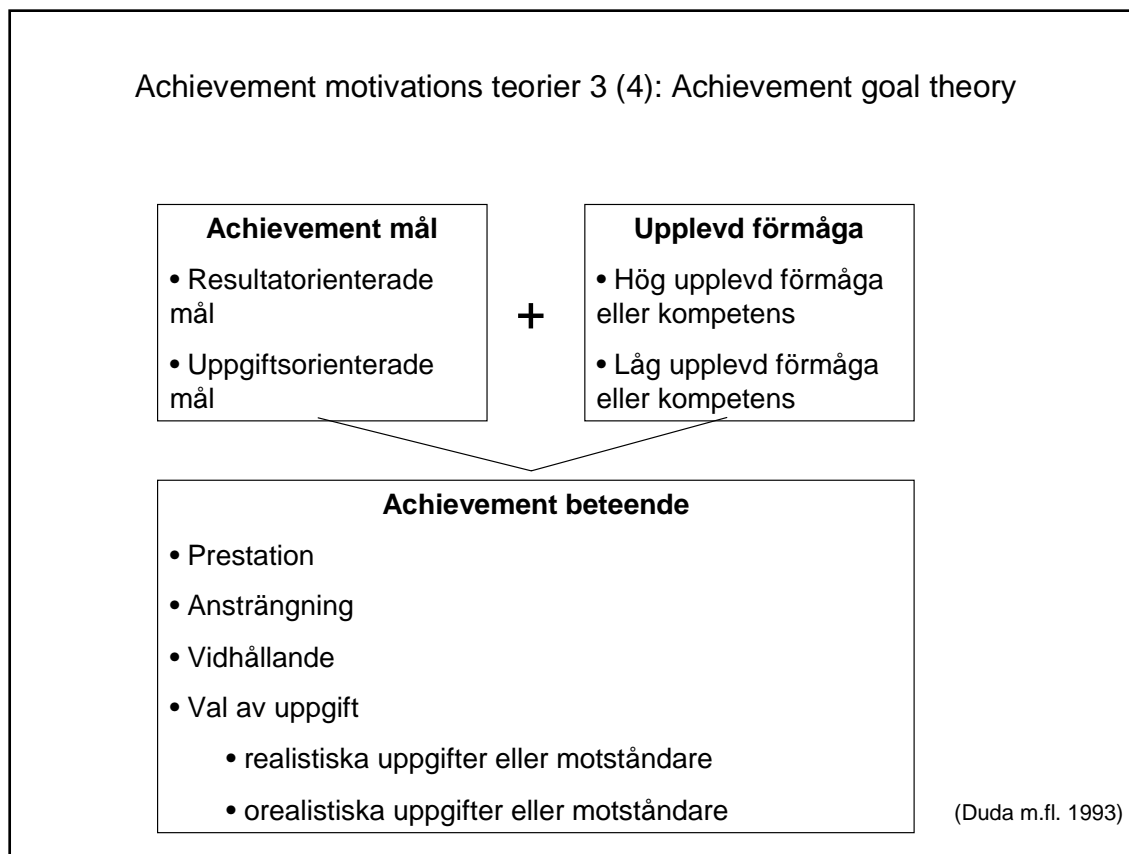 Achievement motivations teorier 3 (4): Achievement goal theory
Achievement mål
• Resultatorienterade
mål
• Uppgiftsorienterade
mål
+
Upplevd förmåga
• Hög upplevd förmåga
eller kompetens
• Låg upplevd förmåga
eller kompetens
Achievement beteende
• Prestation
• Ansträngning
• Vidhållande
• Val av uppgift
• realistiska uppgifter eller motståndare
• orealistiska uppgifter eller motståndare
(Duda m.fl. 1993)